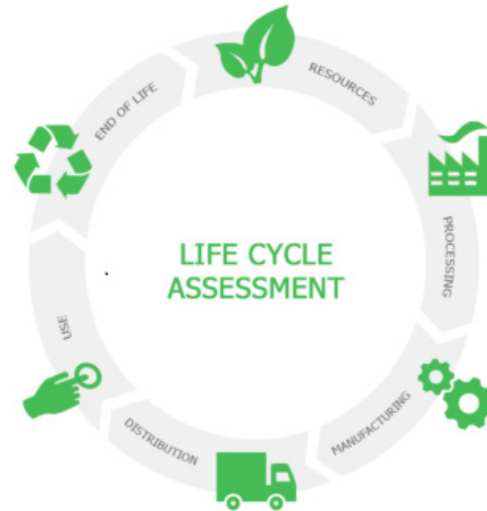 LIFE CYCLE
ASSESSMENT
RESOURCES
PROCESSING
MANUFACTURING
DISTRIBUTION
USE
END OF LIFE